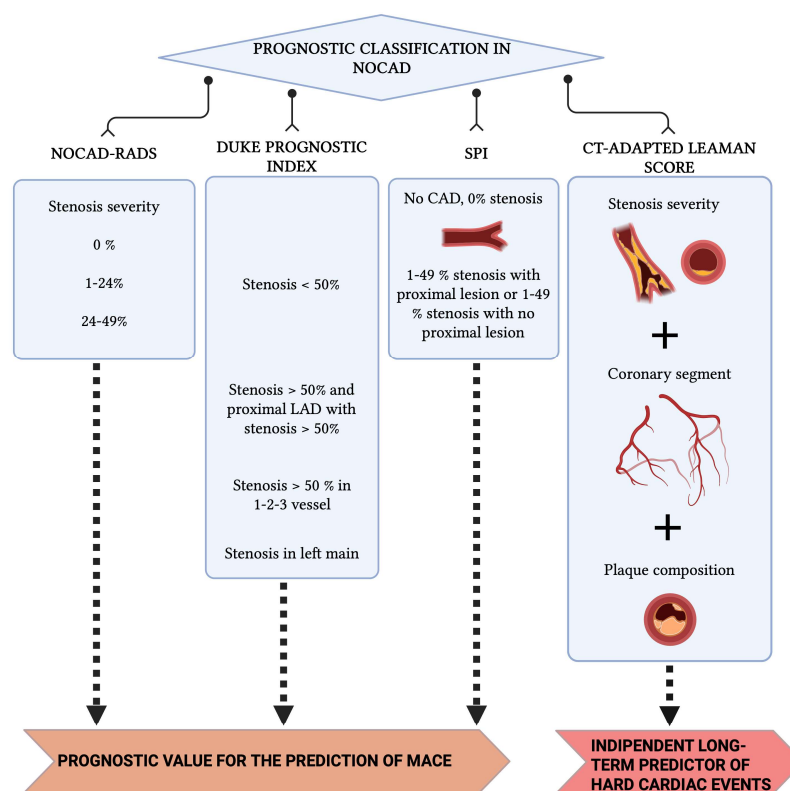 PROGNOSTIC CLASSIFICATION IN
NOCAD
NOCAD-RADS
Stenosis severity
0 %
1-24%
24-49%
DUKE PROGNOSTIC
INDEX
Stenosis < 50%
Stenosis > 50% and
proximal LAD with
stenosis > 50%
Stenosis > 50 % in
1-2-3 vessel
Stenosis in left main
SPI
No CAD, 0% stenosis
1-49 % stenosis with
proximal lesion or 1-49
% stenosis with no
proximal lesion
CT-ADAPTED LEAMAN
SCORE
Stenosis severity
+
Coronary segment
+
Plaque composition
PROGNOSTIC VALUE FOR THE PREDICTION OF MACE
INDIPENDENT LONG-
TERM PREDICTOR OF
HARD CARDIAC EVENTS